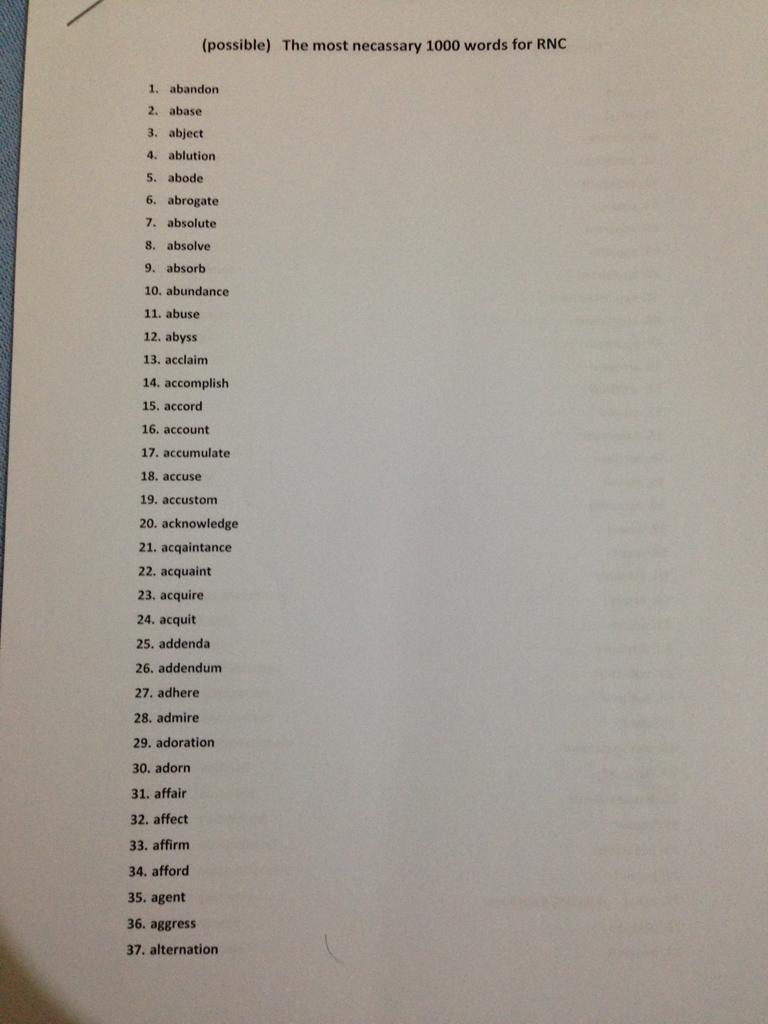 (possible) The most necassary 1000 words for RNC
1. abandon
2. abase
3. abject
4. ablution
5. abode
6. abrogate
7. absolute
8. absolve
9. absorb
10. abundance
11. abuse
12. abyss
13. acclaim
14. accomplish
15. accord
16. account
17. accumulate
18. accuse
19. accustom
20. acknowledge
21. acqaintance
22. acquaint
23. acquire
24. acquit
25. addenda
26. addendum
27. adhere
28. admire
29. adoration
30. adorn
31. affair
32. affect
33. affirm
34. afford
35. agent
36. aggress
37. alternation